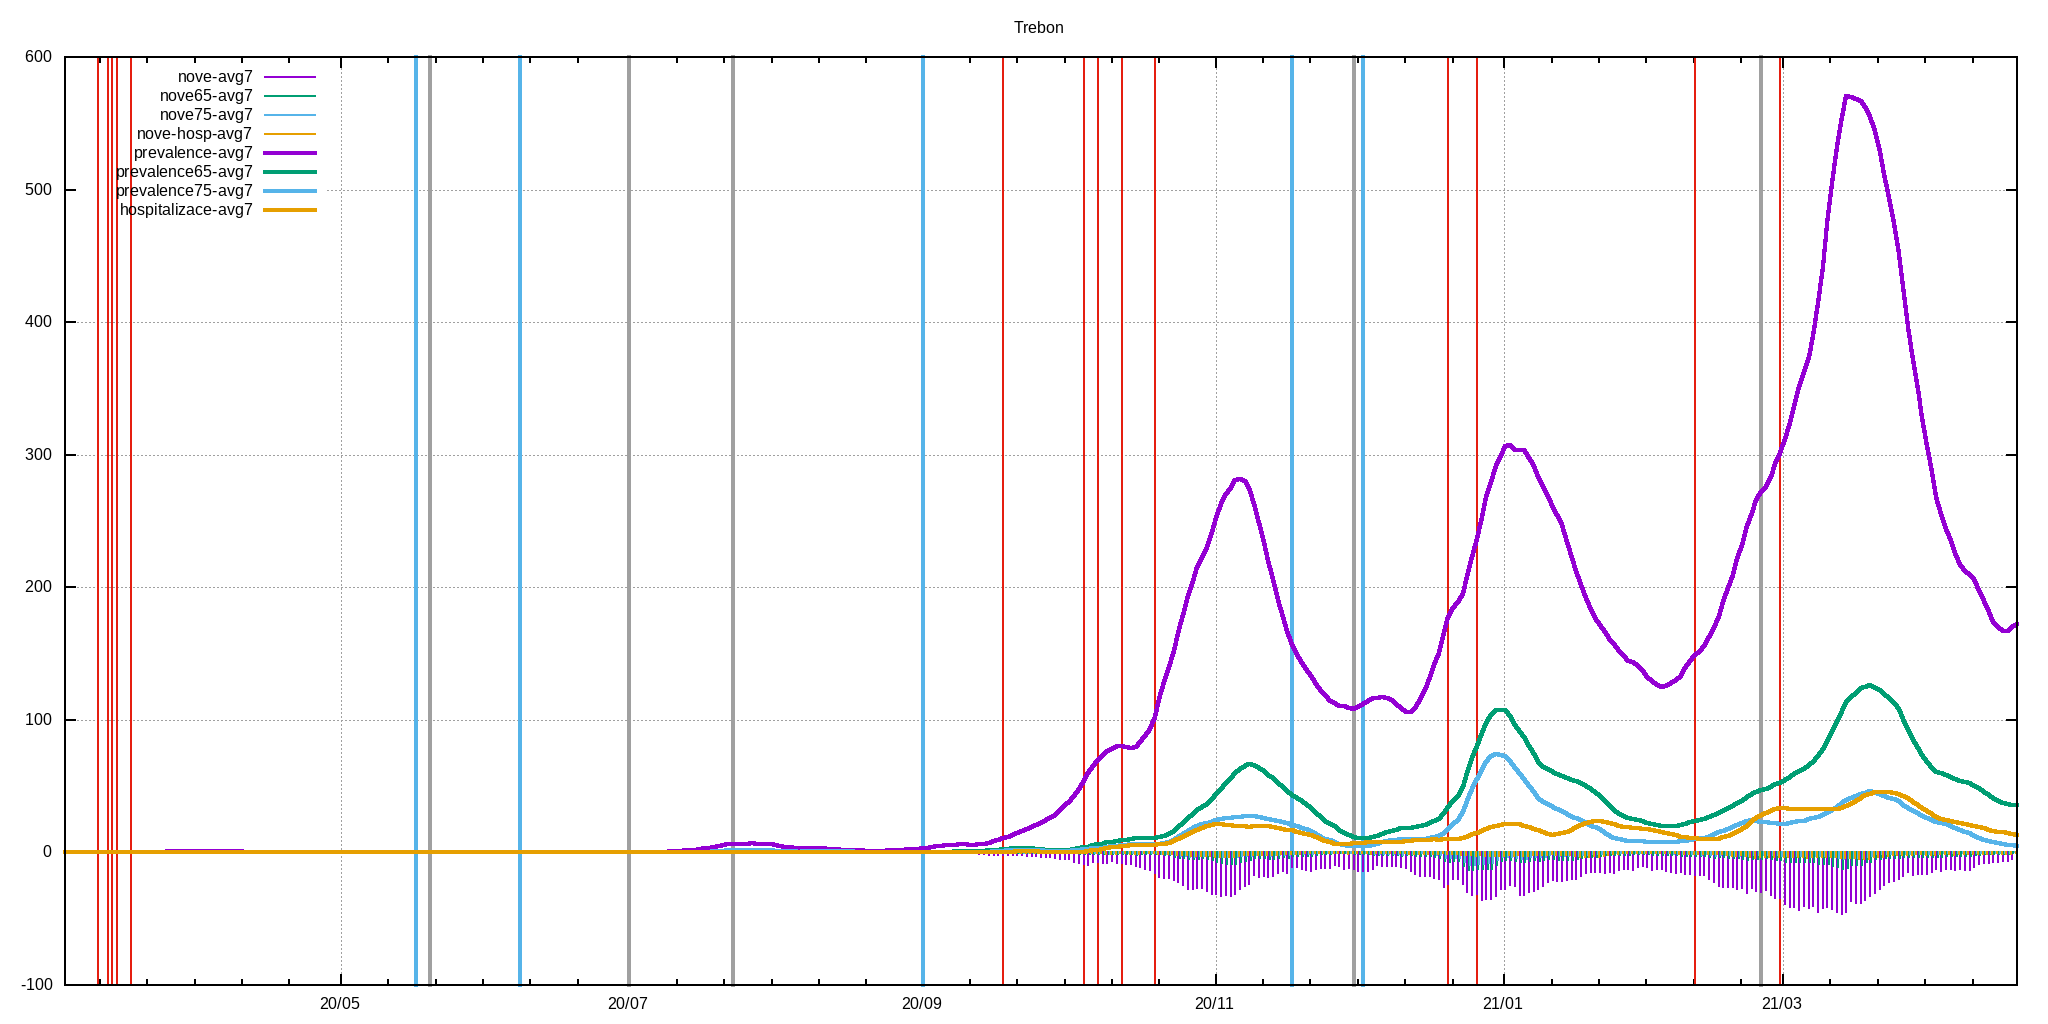 Trebon
600
500
400
300
200
100
0
-100
nove-avg7
nove65-avg7
nove75-avg7
nove-hosp-avg7
prevalence-avg7
prevalence65-avg7
prevalence75-avg7
hospitalizace-avg7
20/05 20/07 20/09 20/11 21/01 21/03